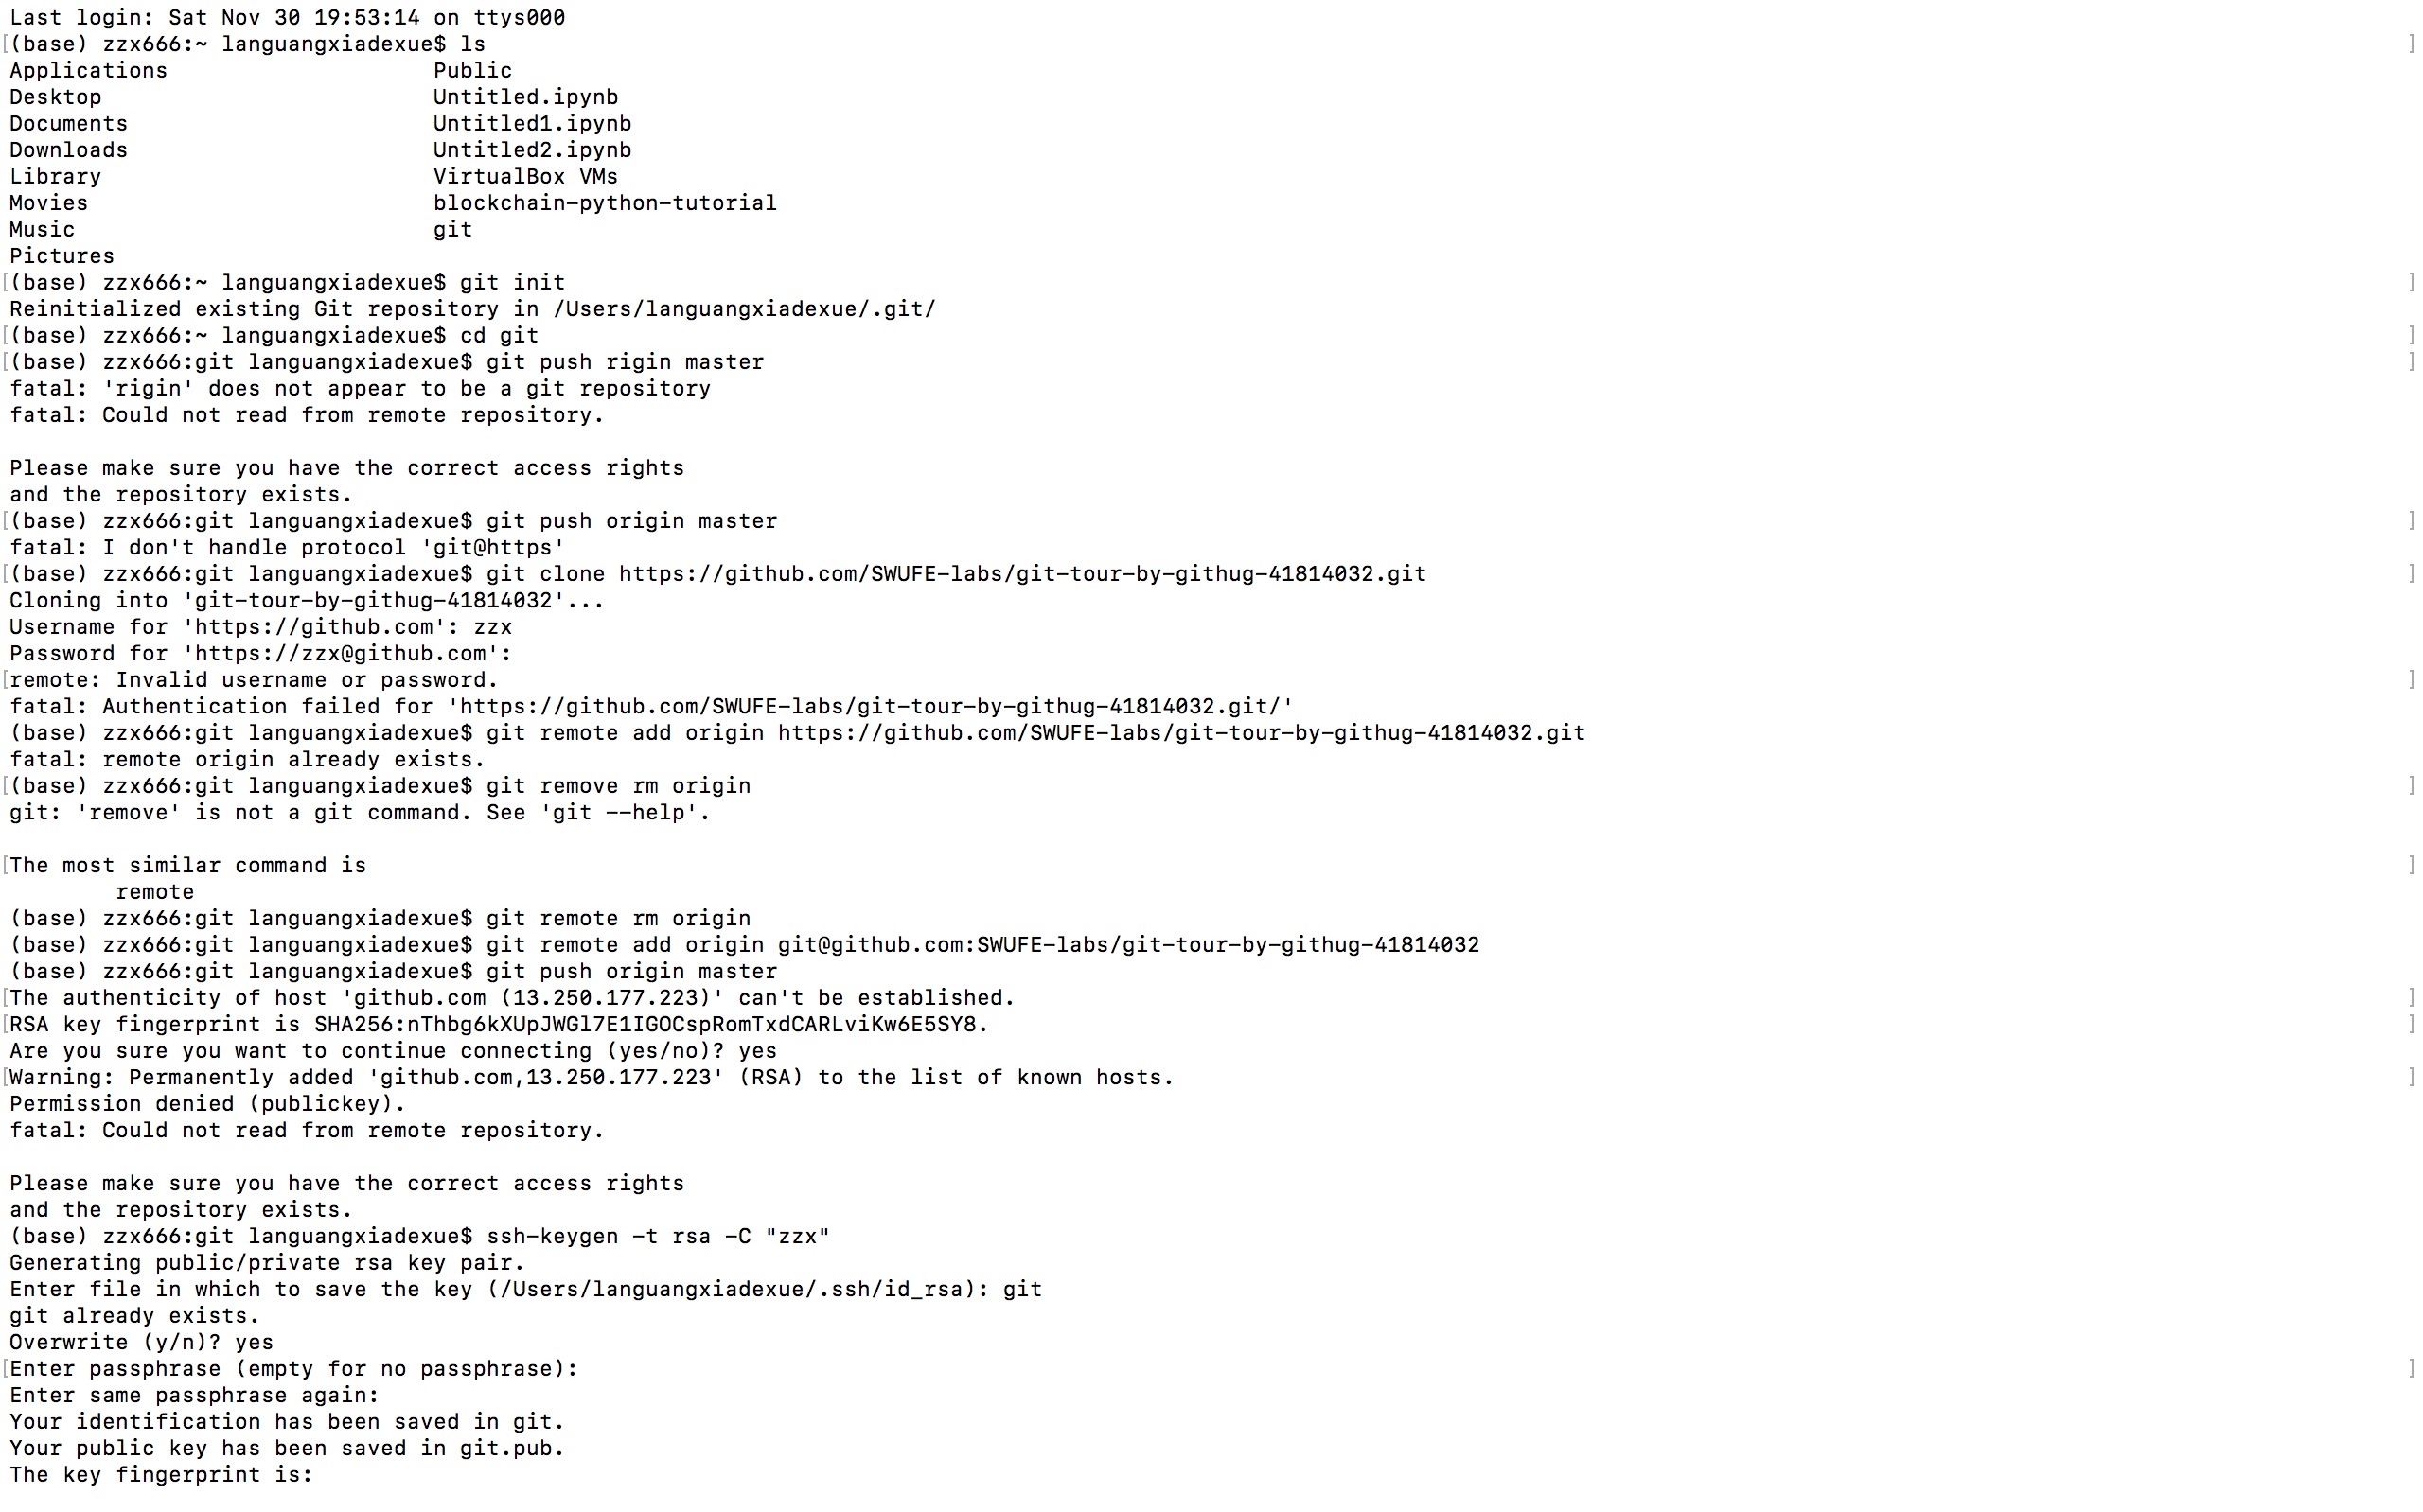 Last login: Sat Nov 30 19:53:14 on ttys000
[(base) zzx666:~ languangxiadexue$ ls ]
Applications Public
Desktop Untitled.ipynb
Documents Untitled1.ipynb
Downloads Untitled2.ipynb
Library VirtualBox VMs
Movies blockchain-python-tutorial
Music git
Pictures
[(base) zzx666:~ languangxiadexue$ git init ]
Reinitialized existing Git repository in /Users/languangxiadexue/.git/
[(base) zzx666:~ languangxiadexue$ cd git ]
[(base) zzx666:git languangxiadexue$ git push rigin master ]
fatal: 'rigin' does not appear to be a git repository
fatal: Could not read from remote repository.

Please make sure you have the correct access rights
and the repository exists.
[(base) zzx666:git languangxiadexue$ git push origin master ]
fatal: I don't handle protocol 'git@https'
[(base) zzx666:git languangxiadexue$ git clone https://github.com/SWUFE-labs/git-tour-by-githug-41814032.git ]
Cloning into 'git-tour-by-githug-41814032'...
Username for 'https://github.com': zzx
Password for 'https://zzx@github.com':
[remote: Invalid username or password. ]
fatal: Authentication failed for 'https://github.com/SWUFE-labs/git-tour-by-githug-41814032.git/'
(base) zzx666:git languangxiadexue$ git remote add origin https://github.com/SWUFE-labs/git-tour-by-githug-41814032.git
fatal: remote origin already exists.
[(base) zzx666:git languangxiadexue$ git remove rm origin ]
git: 'remove' is not a git command. See 'git --help'.

[The most similar command is ]
remote
(base) zzx666:git languangxiadexue$ git remote rm origin
(base) zzx666:git languangxiadexue$ git remote add origin git@github.com:SWUFE-labs/git-tour-by-githug-41814032
(base) zzx666:git languangxiadexue$ git push origin master
[The authenticity of host 'github.com (13.250.177.223)' can't be established. ]
[RSA key fingerprint is SHA256:nThbg6kXUpJWGl7E1IGOCspRomTxdCARLviKw6E5SY8. ]
Are you sure you want to continue connecting (yes/no)? yes
[Warning: Permanently added 'github.com,13.250.177.223' (RSA) to the list of known hosts. ]
Permission denied (publickey).
fatal: Could not read from remote repository.

Please make sure you have the correct access rights
and the repository exists.
(base) zzx666:git languangxiadexue$ ssh-keygen -t rsa -C "zzx"
Generating public/private rsa key pair.
Enter file in which to save the key (/Users/languangxiadexue/.ssh/id_rsa): git
git already exists.
Overwrite (y/n)? yes
[Enter passphrase (empty for no passphrase): ]
Enter same passphrase again:
Your identification has been saved in git.
Your public key has been saved in git.pub.
The key fingerprint is: